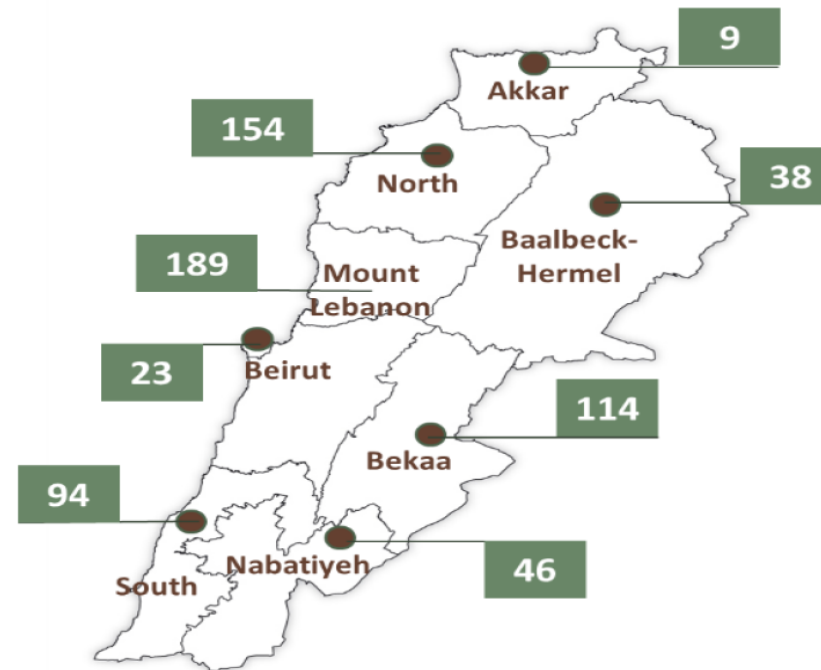 9
Akkar
154
North
38
Baalbeck-
Hermel
189
Mount
Lebanon
23
Beirut
114
Bekaa
94
South
Nabatiyeh
46